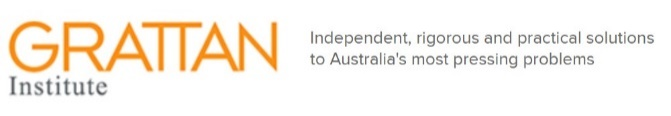 GRATTAN
Institute
Independent, rigorous and practical solutions
to Australia's most pressing problems